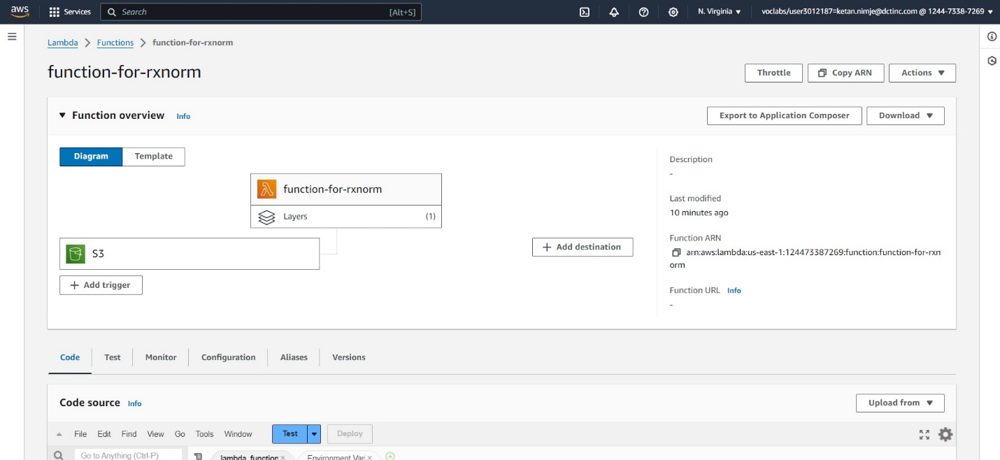 aws Services Search [Alt+S] N. Virginia voclabs/user3012187=ketan.nimje@dctinc.com @ 1244-7338-7269
Lambda Functions function-for-rxnorm
function-for-rxnorm
Throttle Copy ARN Actions
Function overview Info
Export to Application Composer Download
Diagram Template
function-for-rxnorm
Layers (1)
S3
Add trigger
Add destination
Description
-
Last modified
10 minutes ago
Function ARN
arn:aws:lambda:us-east-1:124473387269:function:function-for-rxn
orm
Function URL Info
-
Code Test Monitor Configuration Aliases Versions
Code source Info
Upload from
File Edit Find View Go Tools Window Test Deploy
Go to Anything (Ctrl-P) lambda_function Environment Vari